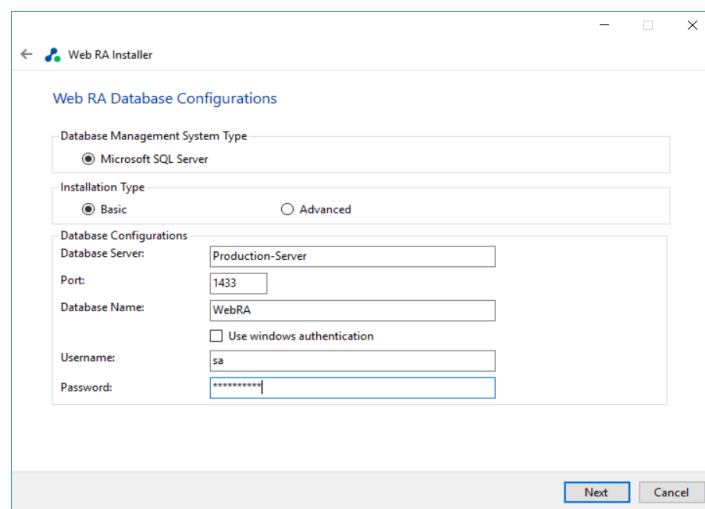 Web RA Installer
Web RA Database Configurations
Database Management System Type
Microsoft SQL Server
Installation Type
Basic Advanced
Database Configurations
Database Server: Production-Server
Port: 1433
Database Name: WebRA
Use windows authentication
Username: sa
Password: **********
Next Cancel